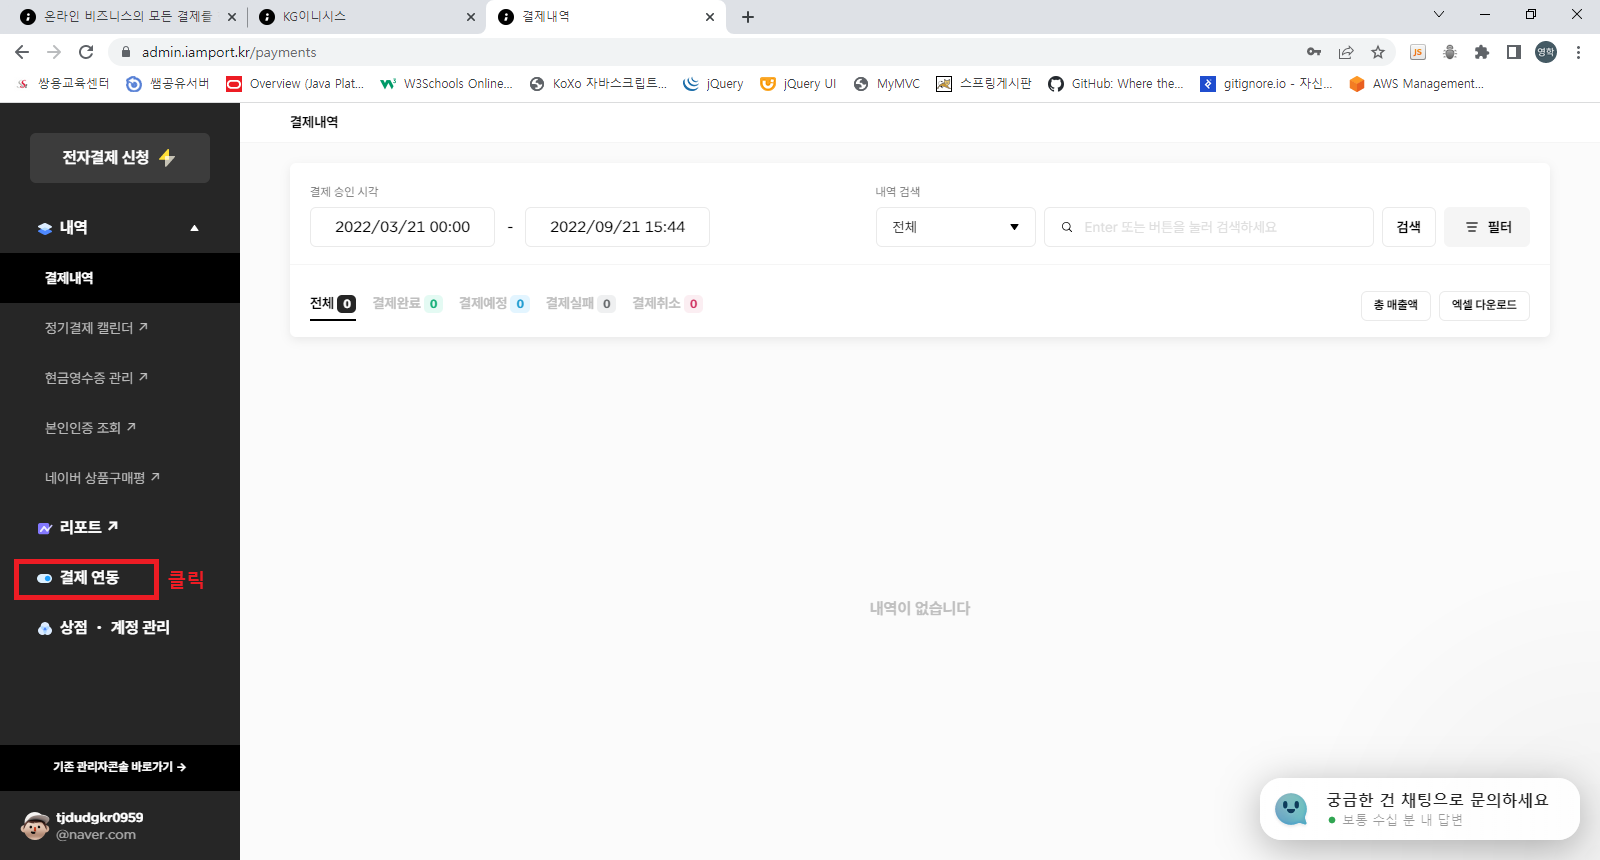 온라인 비즈니스의 모든 결제를
KG이니시스
결제내역
admin.iamport.kr/payments
JS
영학
쌍용교육센터
쌤공유서버
Overview (Java Plat...
W3Schools Online...
KoXo 자바스크립트...
jQuery
jQuery UI
MyMVC
스프링게시판
GitHub: Where the...
gitignore.io - 자신...
AWS Management...
전자결제 신청
내역
결제내역
정기결제 캘린더
현금영수증 관리
본인인증 조회
네이버 상품구매평
리포트
결제 연동
클릭
상점 · 계정 관리
기존 관리자콘솔 바로가기 →
tjdudgkr0959
@naver.com
결제내역
결제 승인 시각
내역 검색
2022/03/21 00:00 - 2022/09/21 15:44
전체
Enter 또는 버튼을 눌러 검색하세요
검색
필터
전체 0
결제완료 0
결제예정 0
결제실패 0
결제취소 0
총 매출액
엑셀 다운로드
내역이 없습니다
궁금한 건 채팅으로 문의하세요
보통 수십 분 내 답변